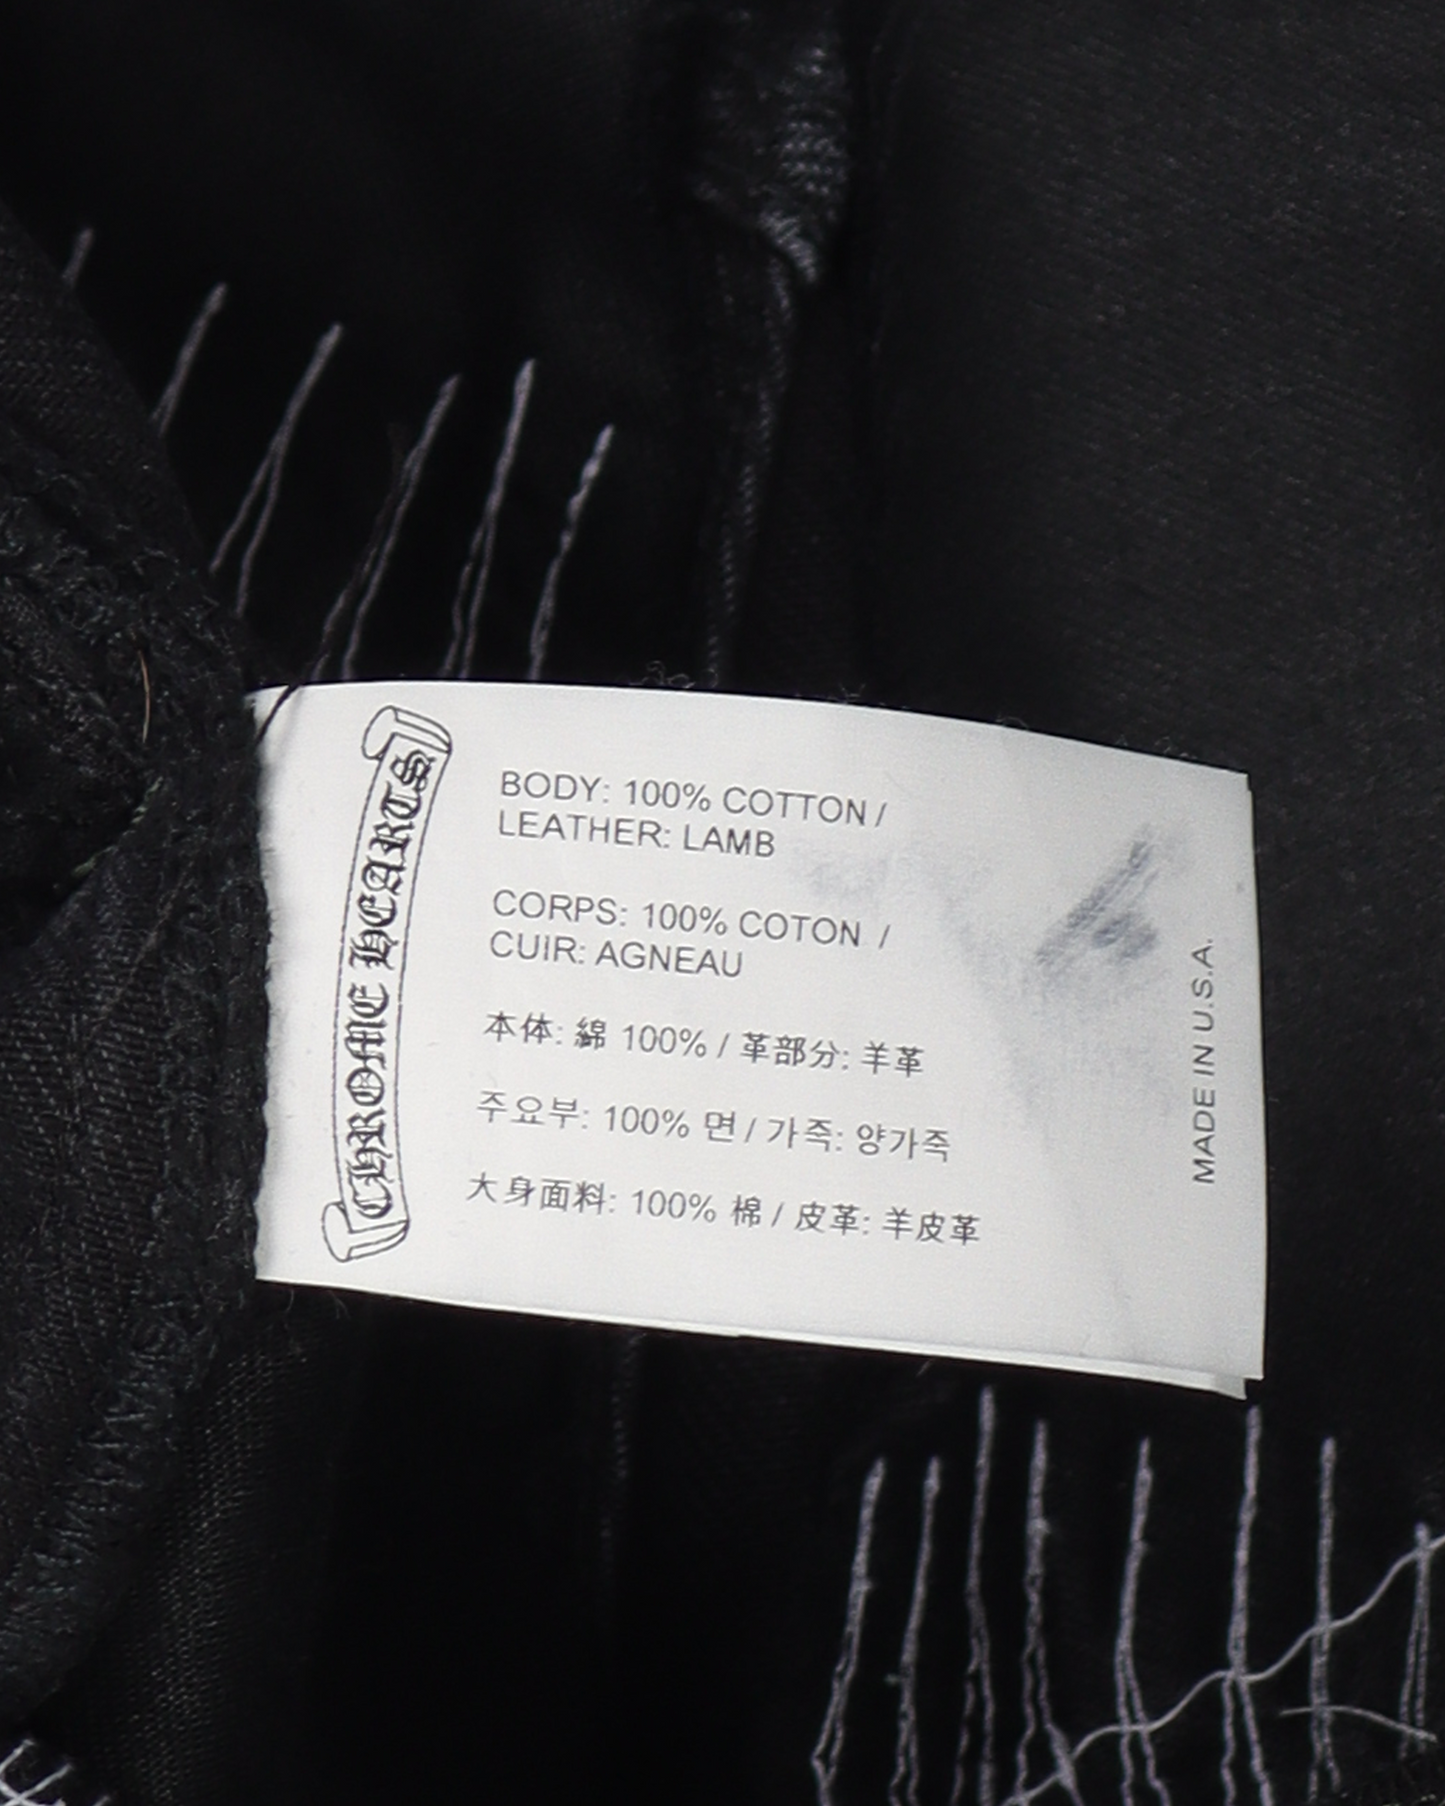 CHROME HEARTS
BODY: 100% COTTON /
LEATHER: LAMB
CORPS: 100% COTON /
CUIR: AGNEAU
本体: 綿 100% / 革部分: 羊革
주요부: 100% 면 / 가죽: 양가죽
大身面料: 100% 棉 / 皮革: 羊皮革
MADE IN U.S.A.